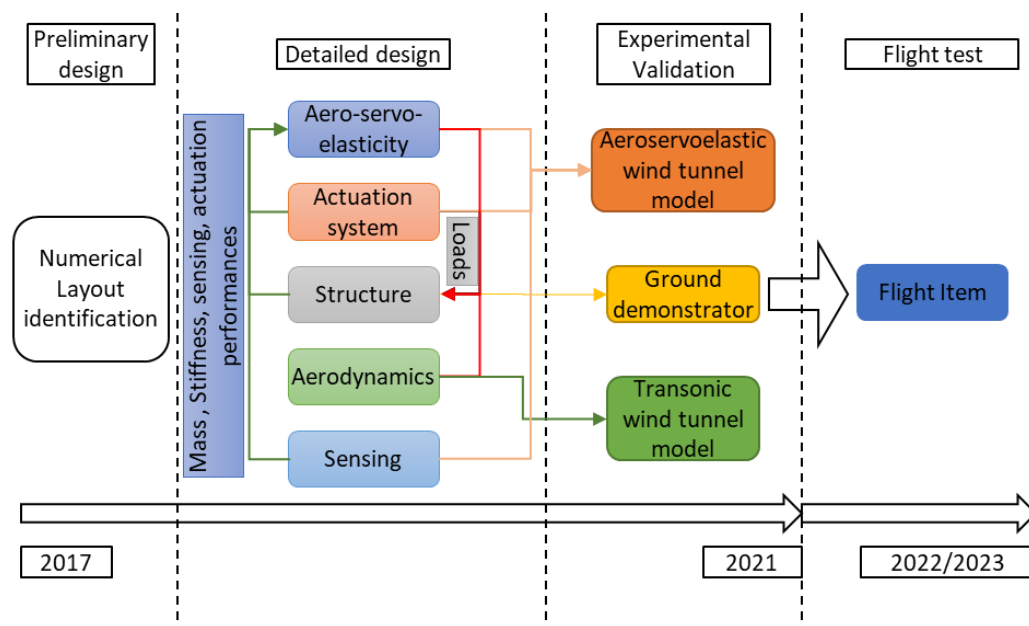 Preliminary
design
Detailed design
Experimental
Validation
Flight test
Numerical
Layout
identification
Mass , Stiffness, sensing, actuation
performances
Aero-servo-
elasticity
Actuation
system
Structure
Aerodynamics
Sensing
Loads
Aeroservoelastic
wind tunnel
model
Ground
demonstrator
Transonic
wind tunnel
model
Flight Item
2017
2021
2022/2023